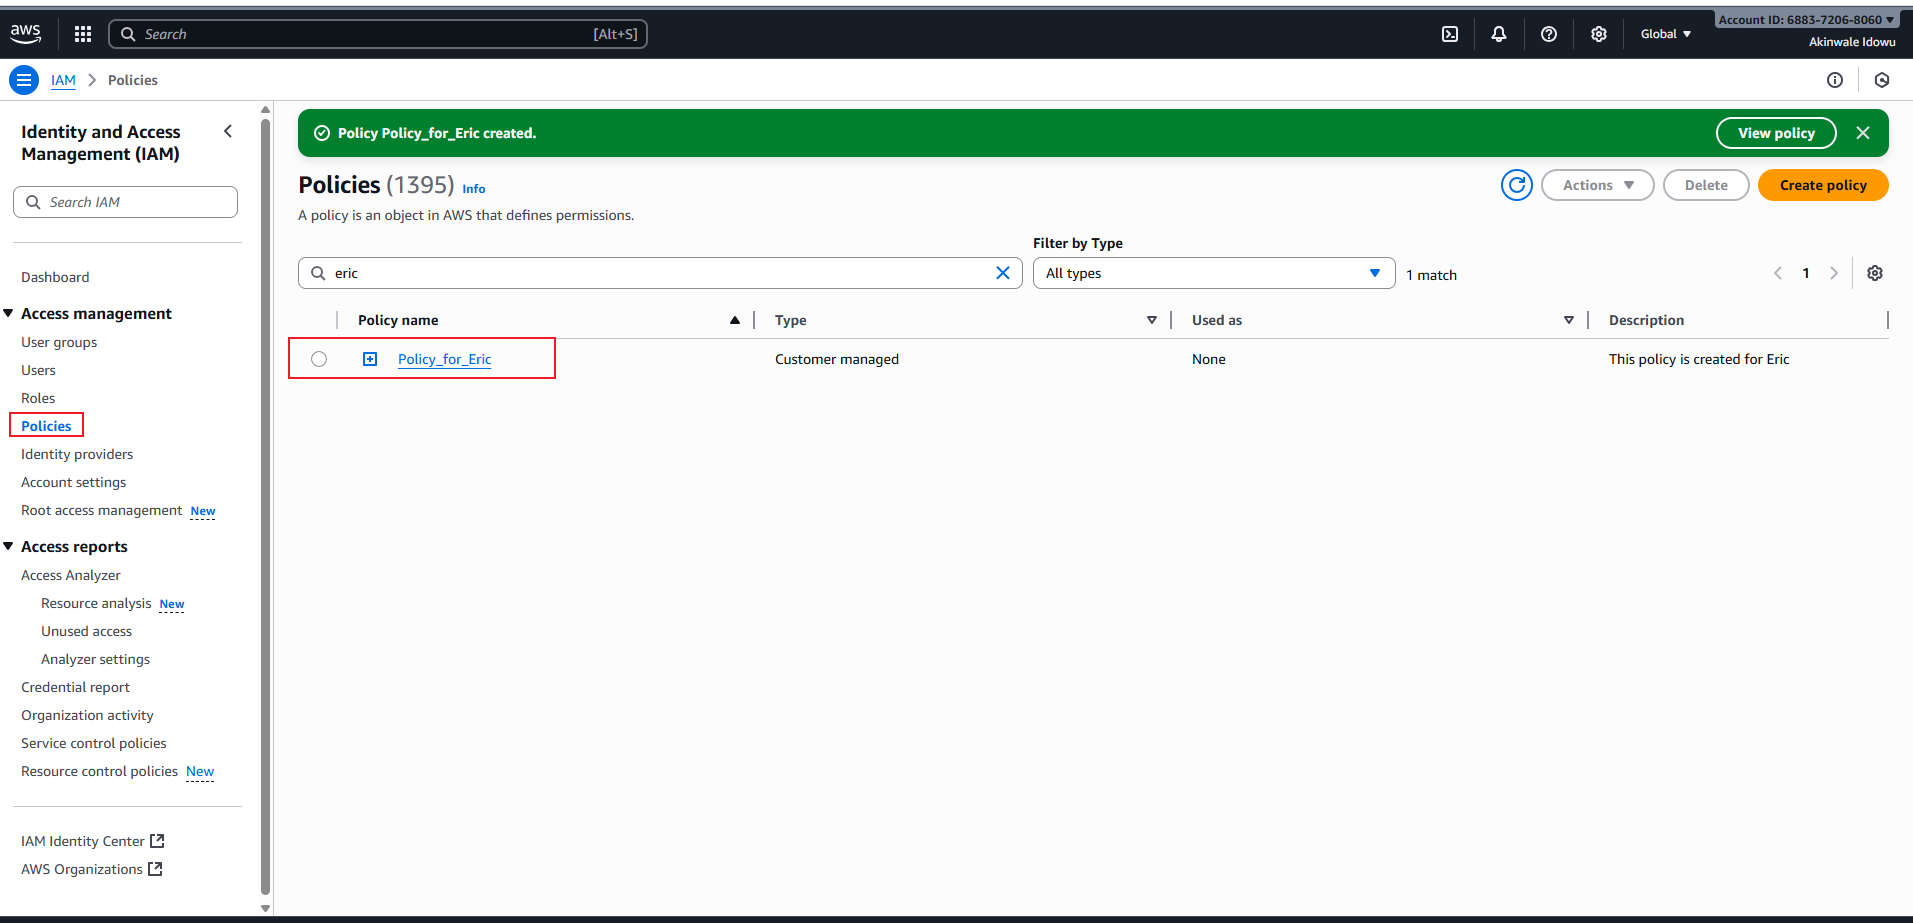 aws
Search
[Alt+S]
Global
Account ID: 6883-7206-8060
Akinwale Idowu
IAM
Policies
Identity and Access
Management (IAM)
Search IAM
Dashboard
Access management
User groups
Users
Roles
Policies
Identity providers
Account settings
Root access management New
Access reports
Access Analyzer
Resource analysis New
Unused access
Analyzer settings
Credential report
Organization activity
Service control policies
Resource control policies New
IAM Identity Center
AWS Organizations
Policy Policy_for_Eric created.
View policy
Policies (1395) Info
Actions
Delete
Create policy
A policy is an object in AWS that defines permissions.
Filter by Type
eric
All types
1 match
1
Policy name
Type
Used as
Description
Policy_for_Eric
Customer managed
None
This policy is created for Eric